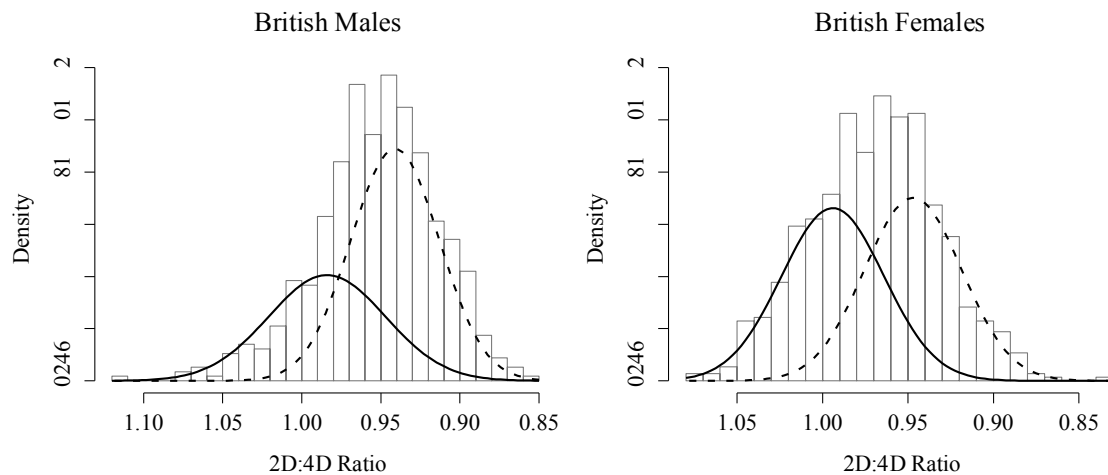 British Males
2
01
81
0246
Density
1.10 1.05 1.00 0.95 0.90 0.85
2D:4D Ratio
British Females
2
01
81
0246
Density
1.05 1.00 0.95 0.90 0.85
2D:4D Ratio